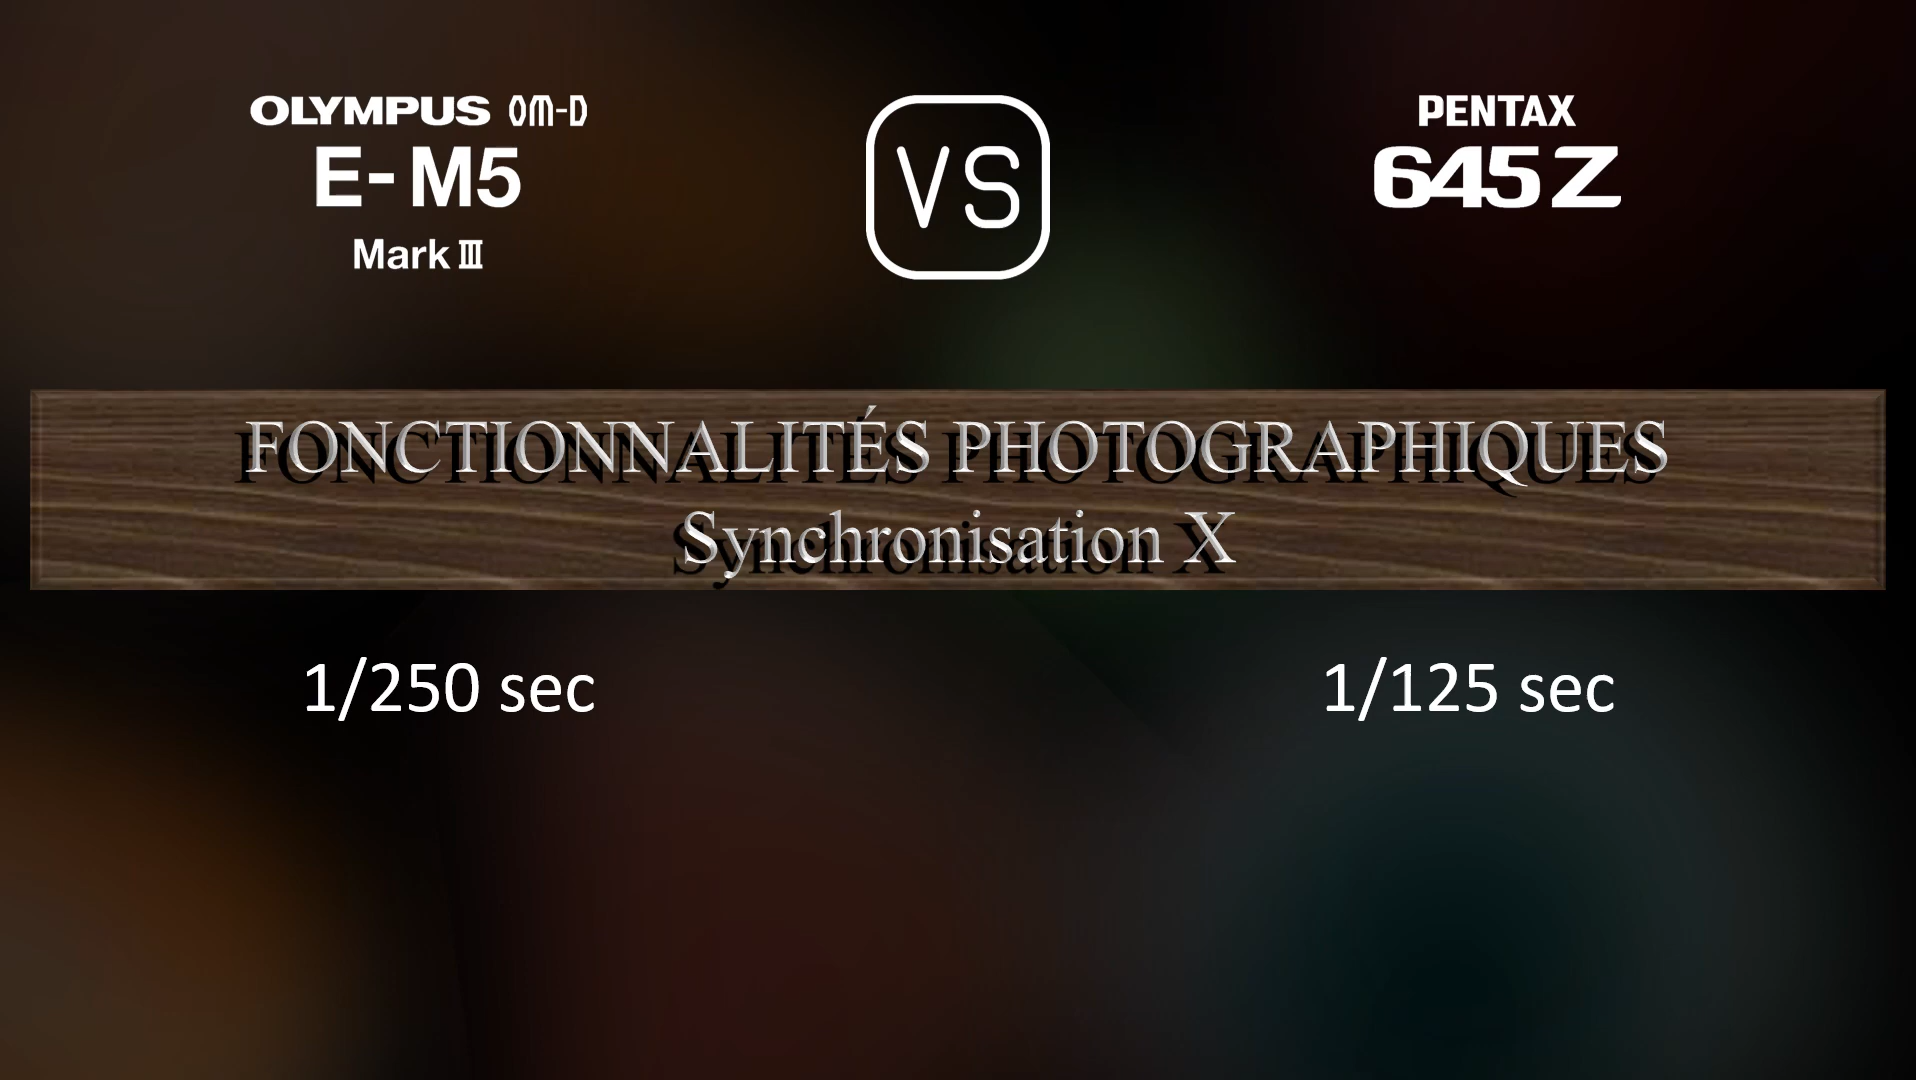 OLYMPUS OM-D
E-M5
Mark III
VS
PENTAX
645Z
FONCTIONNALITÉS PHOTOGRAPHIQUES
Synchronisation X
1/250 sec
1/125 sec